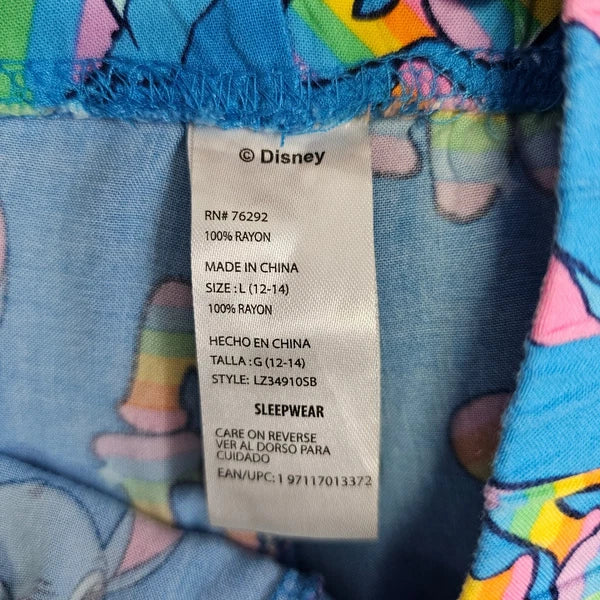 © Disney
RN# 76292
100% RAYON
MADE IN CHINA
SIZE : L (12-14)
100% RAYON
HECHO EN CHINA
TALLA : G (12-14)
STYLE: LZ34910SB
SLEEPWEAR
CARE ON REVERSE
VER AL DORSO PARA
CUIDADO
EAN/UPC: 1 97117013372